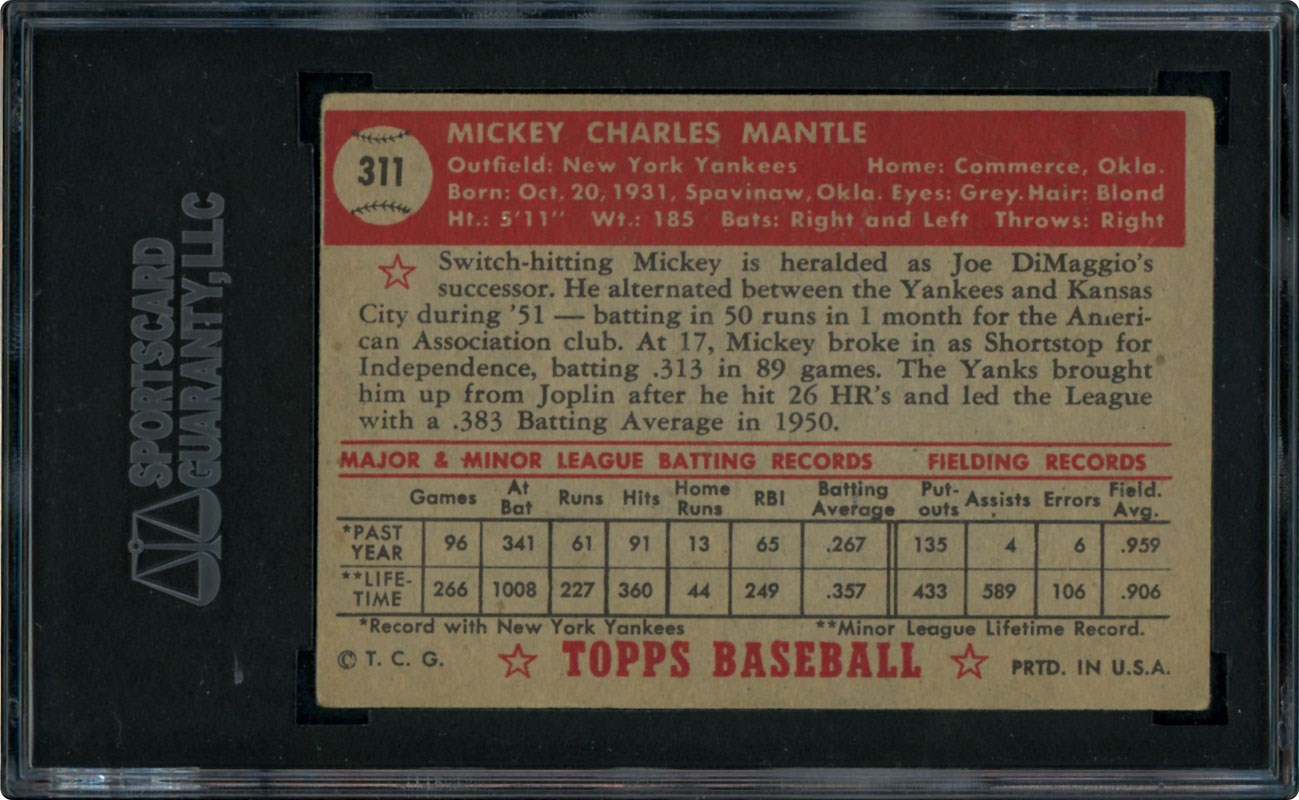 SPORTSCARD
GUARANTY, LLC
311
MICKEY CHARLES MANTLE
Outfield: New York Yankees Home: Commerce, Okla.
Born: Oct. 20, 1931, Spavinaw, Okla. Eyes: Grey. Hair: Blond
Ht.: 5'11" Wt.: 185 Bats: Right and Left Throws: Right
Switch-hitting Mickey is heralded as Joe DiMaggio's
successor. He alternated between the Yankees and Kansas
City during '51 — batting in 50 runs in 1 month for the Ameri-
can Association club. At 17, Mickey broke in as Shortstop for
Independence, batting .313 in 89 games. The Yanks brought
him up from Joplin after he hit 26 HR's and led the League
with a .383 Batting Average in 1950.
MAJOR & MINOR LEAGUE BATTING RECORDS FIELDING RECORDS
Games At Bat Runs Hits Home Runs RBI Batting Average Put-outs Assists Errors Field. Avg.
*PAST YEAR 96 341 61 91 13 65 .267 135 4 6 .959
**LIFE-TIME 266 1008 227 360 44 249 .357 433 589 106 .906
*Record with New York Yankees **Minor League Lifetime Record.
© T. C. G. TOPPS BASEBALL PRTD. IN U.S.A.